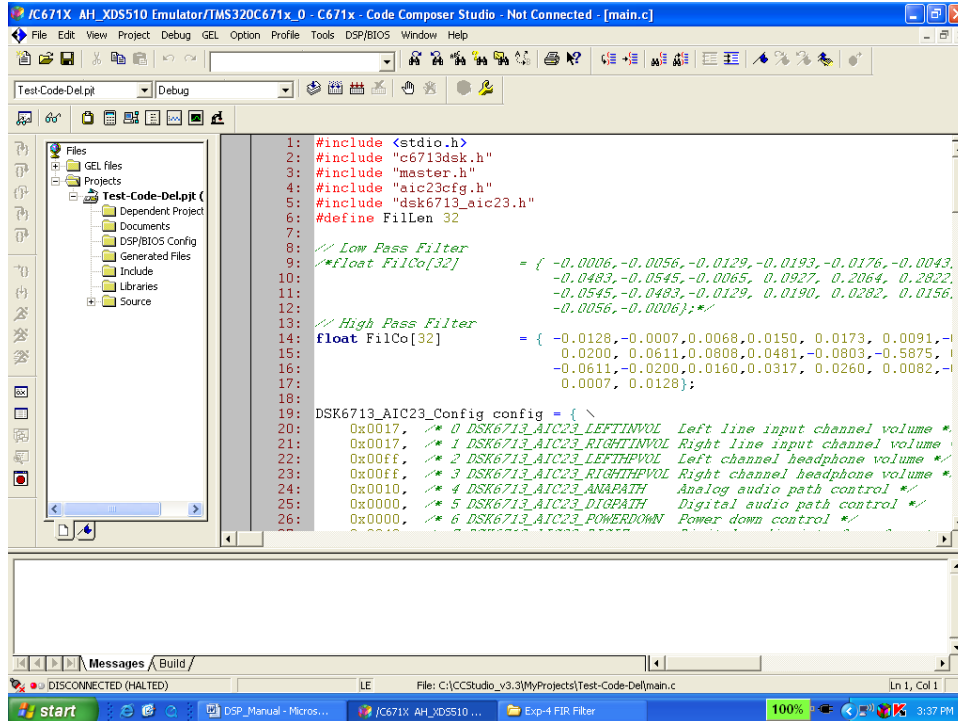 /C671X AH_XDS510 Emulator/TMS320C671x_0 - C671x - Code Composer Studio - Not Connected - [main.c]
File Edit View Project Debug GEL Option Profile Tools DSP/BIOS Window Help
Test-Code-Del.pjt Debug
Files
GEL files
Projects
Test-Code-Del.pjt (
Dependent Project
Documents
DSP/BIOS Config
Generated Files
Include
Libraries
Source
1: #include <stdio.h>
2: #include "c6713dsk.h"
3: #include "master.h"
4: #include "aic23cfg.h"
5: #include "dsk6713_aic23.h"
6: #define FilLen 32
7:
8: // Low Pass Filter
9: /*float FilCo[32] = { -0.0006,-0.0056,-0.0129,-0.0193,-0.0176,-0.0043,
10: -0.0483,-0.0545,-0.0065, 0.0927, 0.2064, 0.2822,
11: -0.0545,-0.0483,-0.0129, 0.0190, 0.0282, 0.0156,
12: -0.0056,-0.0006};*/
13: // High Pass Filter
14: float FilCo[32] = { -0.0128,-0.0007,0.0068,0.0150, 0.0173, 0.0091,-
15: 0.0200, 0.0611,0.0808,0.0481,-0.0803,-0.5875,
16: -0.0611,-0.0200,0.0160,0.0317, 0.0260, 0.0082,-
17: 0.0007, 0.0128};
18:
19: DSK6713_AIC23_Config config = { \
20: 0x0017, /* 0 DSK6713_AIC23_LEFTINVOL Left line input channel volume *
21: 0x0017, /* 1 DSK6713_AIC23_RIGHTINVOL Right line input channel volume
22: 0x00ff, /* 2 DSK6713_AIC23_LEFTHPVOL Left channel headphone volume */
23: 0x00ff, /* 3 DSK6713_AIC23_RIGHTHPVOL Right channel headphone volume *
24: 0x0010, /* 4 DSK6713_AIC23_ANAPATH Analog audio path control */
25: 0x0000, /* 5 DSK6713_AIC23_DIGPATH Digital audio path control */
26: 0x0000, /* 6 DSK6713_AIC23_POWERDOWN Power down control */
Messages Build
DISCONNECTED (HALTED) LE File: C:\CCStudio_v3.3\MyProjects\Test-Code-Del\main.c Ln 1, Col 1
start DSP_Manual - Micros... /C671X AH_XDS510 ... Exp-4 FIR Filter 100% 3:37 PM